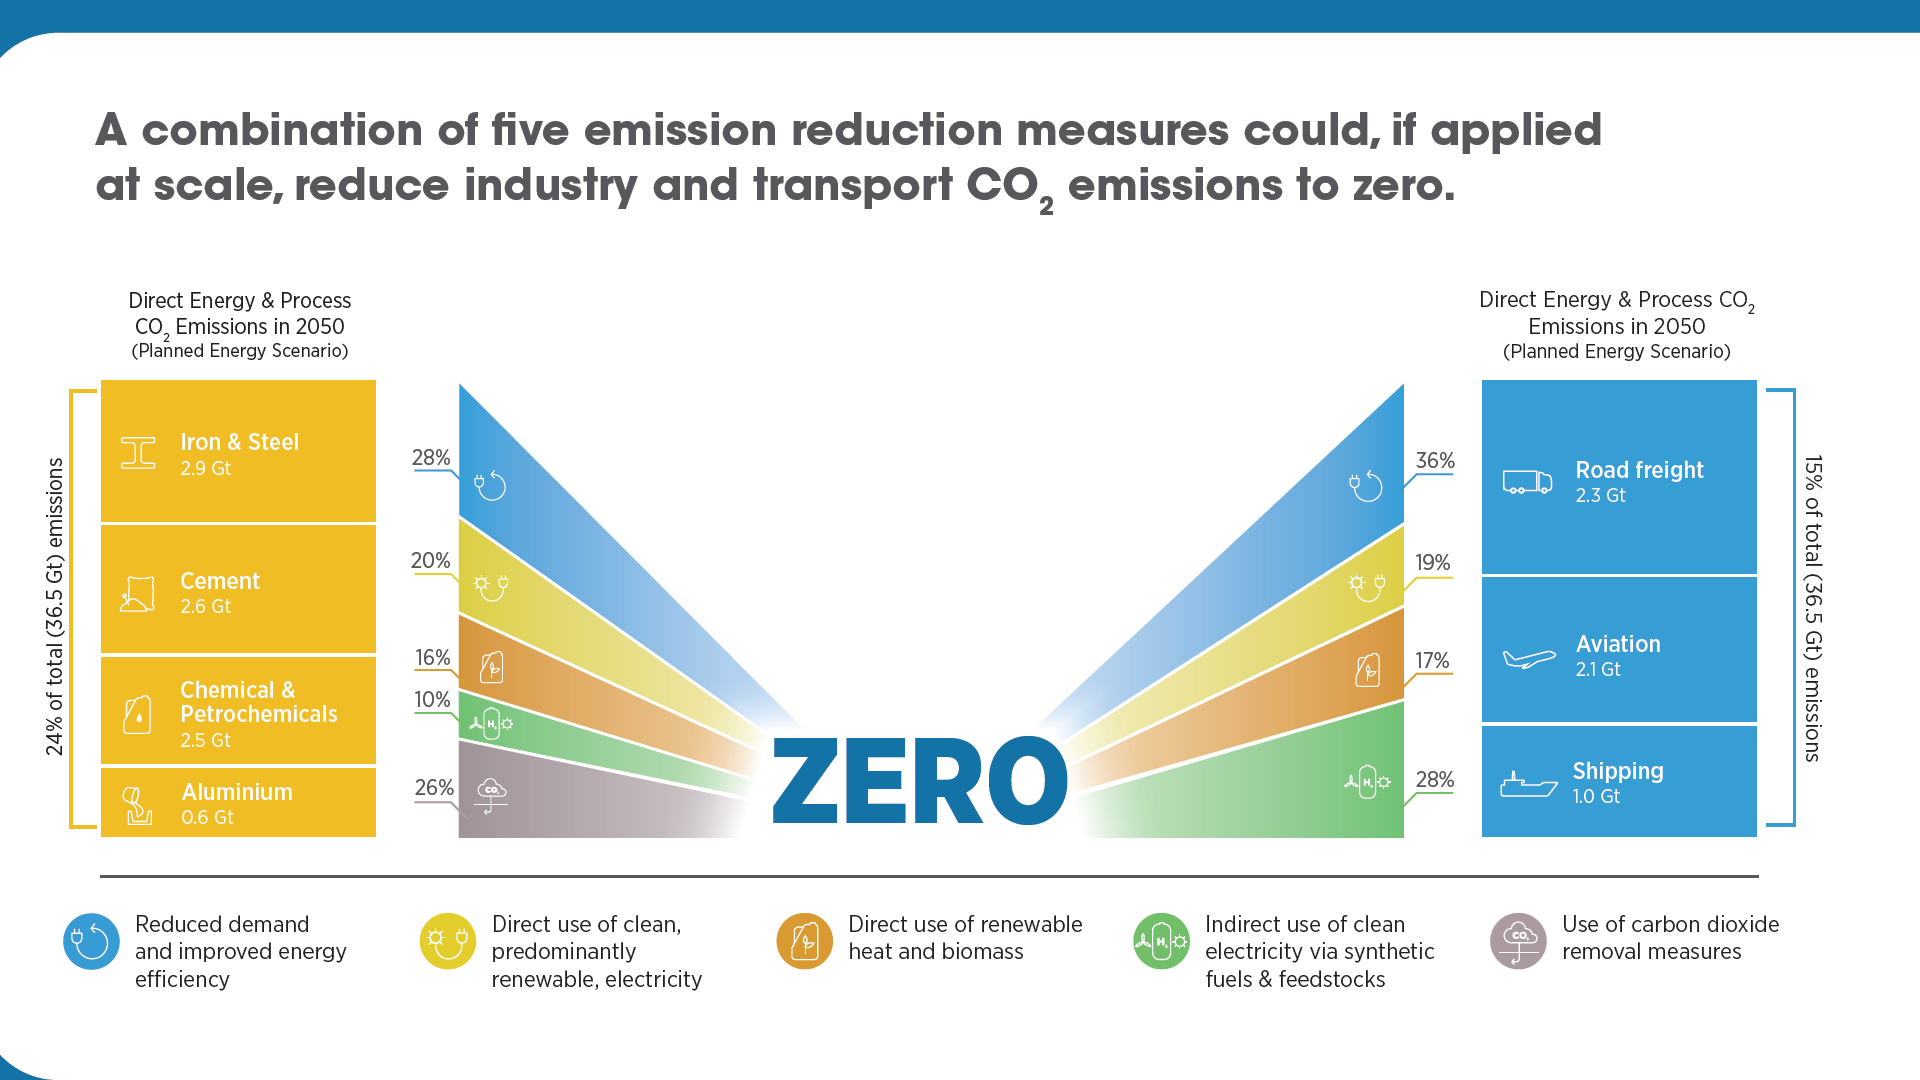 A combination of five emission reduction measures could, if applied
at scale, reduce industry and transport CO2 emissions to zero.
Direct Energy & Process
CO2 Emissions in 2050
(Planned Energy Scenario)
24% of total (36.5 Gt) emissions
Iron & Steel
2.9 Gt
Cement
2.6 Gt
Chemical &
Petrochemicals
2.5 Gt
Aluminium
0.6 Gt
28%
20%
16%
10%
H2
26%
CO2
ZERO
36%
19%
17%
28%
H2
Direct Energy & Process CO2
Emissions in 2050
(Planned Energy Scenario)
Road freight
2.3 Gt
Aviation
2.1 Gt
Shipping
1.0 Gt
15% of total (36.5 Gt) emissions
Reduced demand
and improved energy
efficiency
Direct use of clean,
predominantly
renewable, electricity
Direct use of renewable
heat and biomass
H2
Indirect use of clean
electricity via synthetic
fuels & feedstocks
CO2
Use of carbon dioxide
removal measures